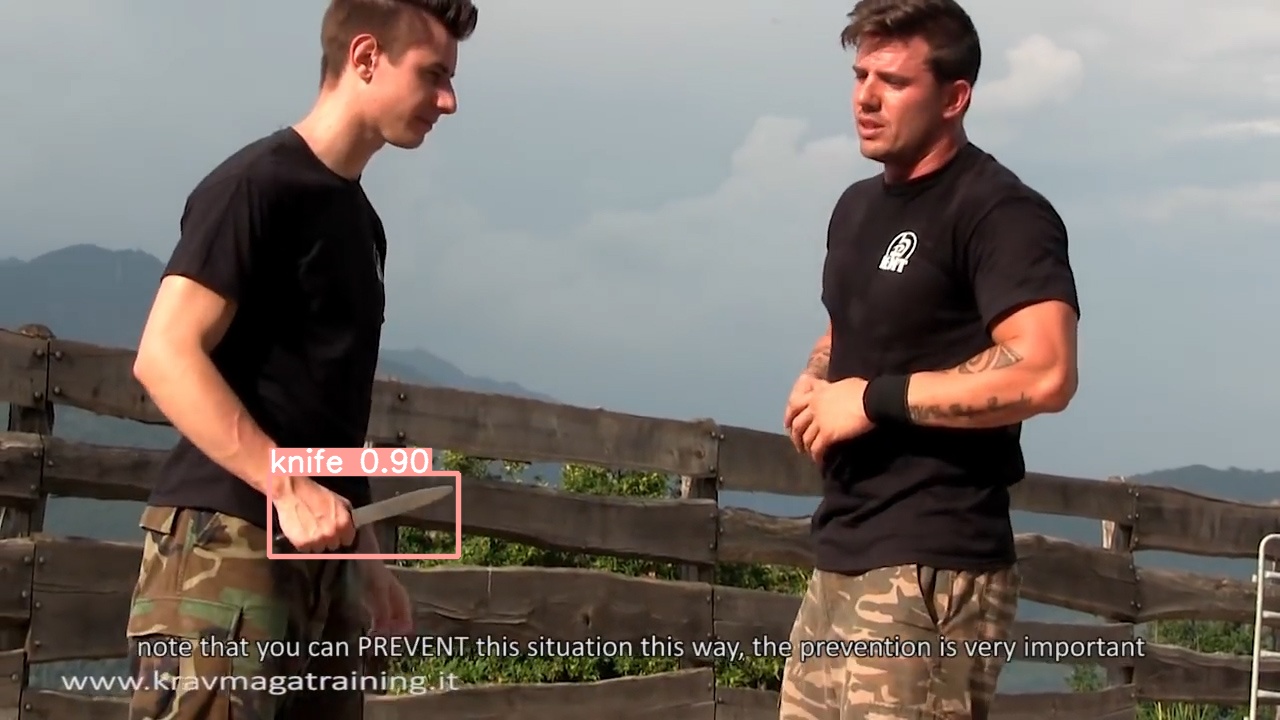 knife 0.90
note that you can PREVENT this situation this way, the prevention is very important
www.kravmagatraining.it